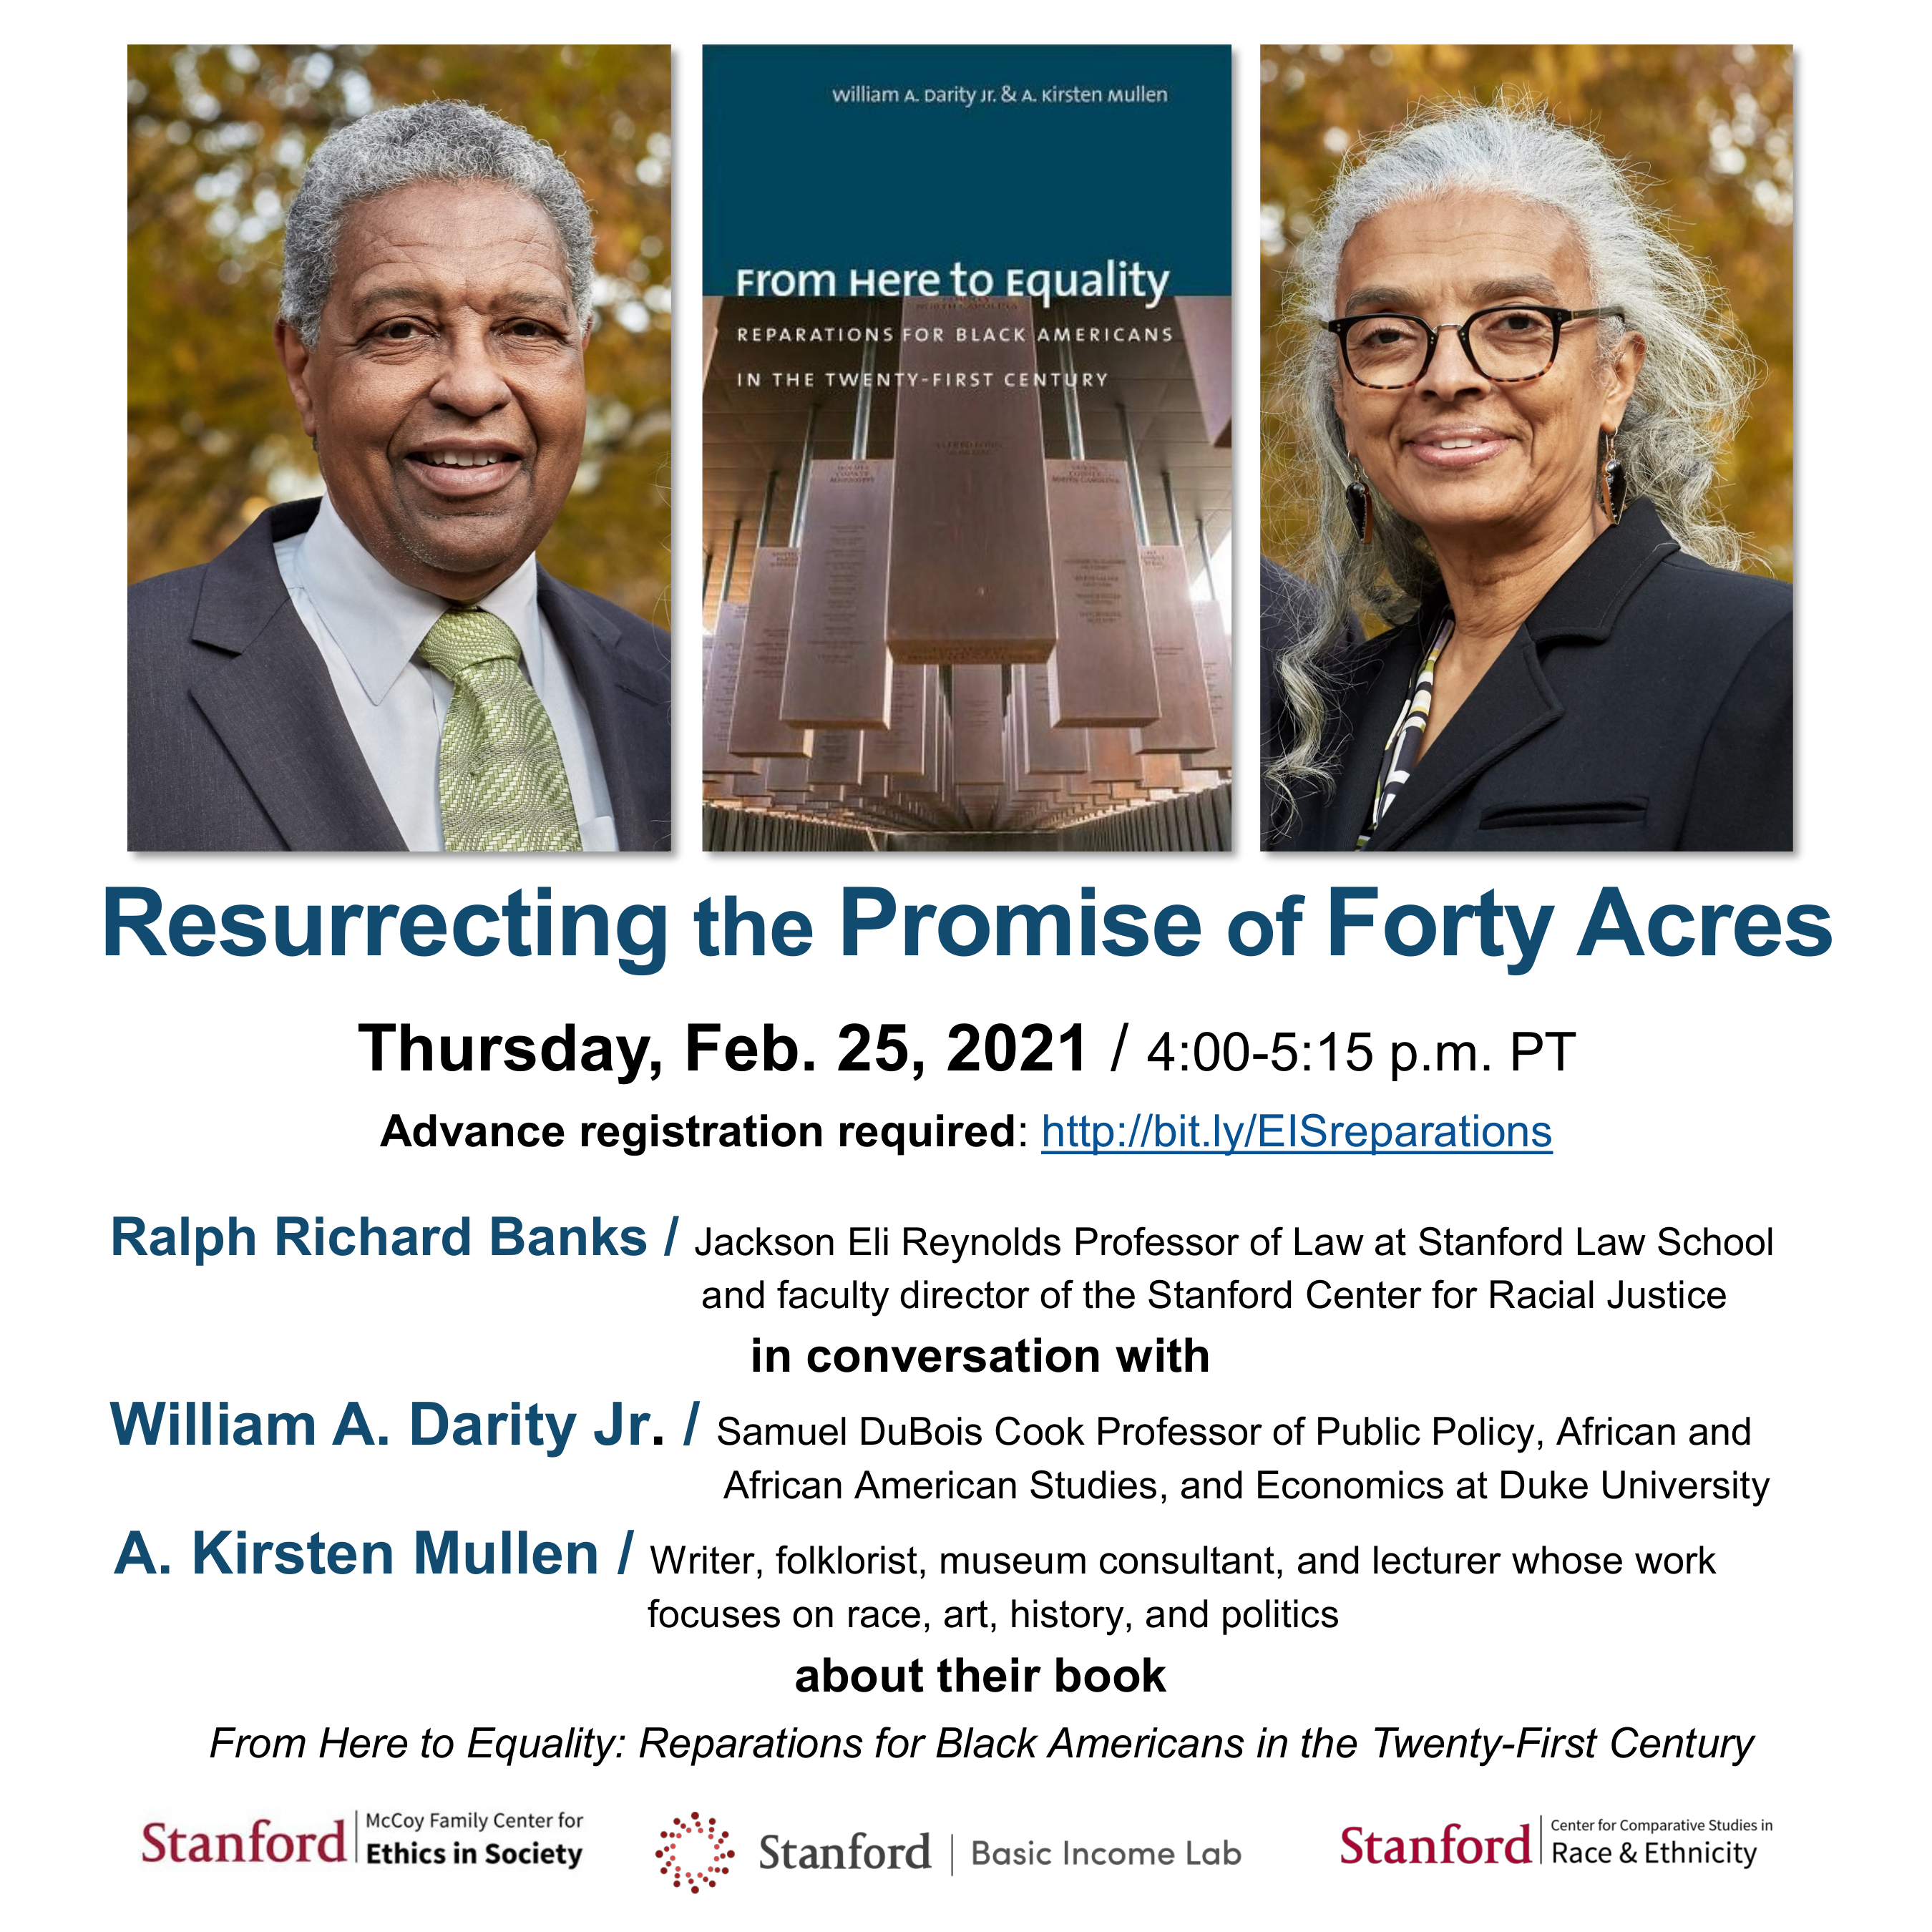 William A. Darity Jr. & A. Kirsten Mullen
From Here to Equality
REPARATIONS FOR BLACK AMERICANS
IN THE TWENTY-FIRST CENTURY
Resurrecting the Promise of Forty Acres
Thursday, Feb. 25, 2021 / 4:00-5:15 p.m. PT
Advance registration required: http://bit.ly/EISreparations
Ralph Richard Banks / Jackson Eli Reynolds Professor of Law at Stanford Law School
and faculty director of the Stanford Center for Racial Justice
in conversation with
William A. Darity Jr. / Samuel DuBois Cook Professor of Public Policy, African and
African American Studies, and Economics at Duke University
A. Kirsten Mullen / Writer, folklorist, museum consultant, and lecturer whose work
focuses on race, art, history, and politics
about their book
From Here to Equality: Reparations for Black Americans in the Twenty-First Century
Stanford | McCoy Family Center for
Ethics in Society
Stanford | Basic Income Lab
Stanford | Center for Comparative Studies in
Race & Ethnicity